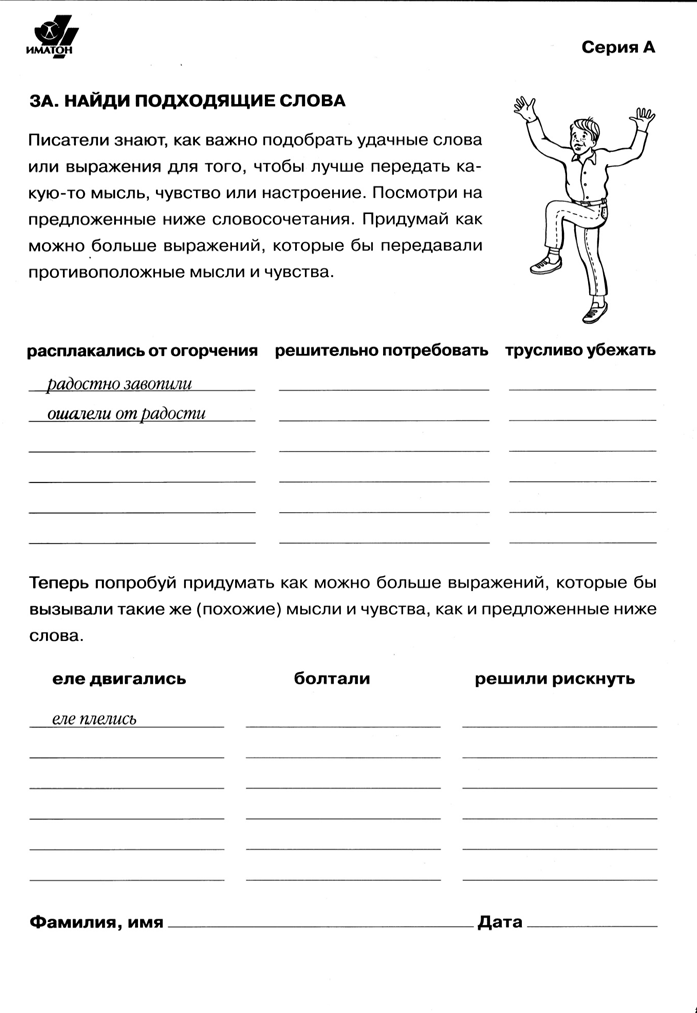 ИМАТОН
Серия А
3А. НАЙДИ ПОДХОДЯЩИЕ СЛОВА
Писатели знают, как важно подобрать удачные слова
или выражения для того, чтобы лучше передать ка-
кую-то мысль, чувство или настроение. Посмотри на
предложенные ниже словосочетания. Придумай как
можно больше выражений, которые бы передавали
противоположные мысли и чувства.
расплакались от огорчения решительно потребовать трусливо убежать
радостно завопили
ошалели от радости
Теперь попробуй придумать как можно больше выражений, которые бы
вызывали такие же (похожие) мысли и чувства, как и предложенные ниже
слова.
еле двигались болтали решили рискнуть
еле плелись
Фамилия, имя Дата